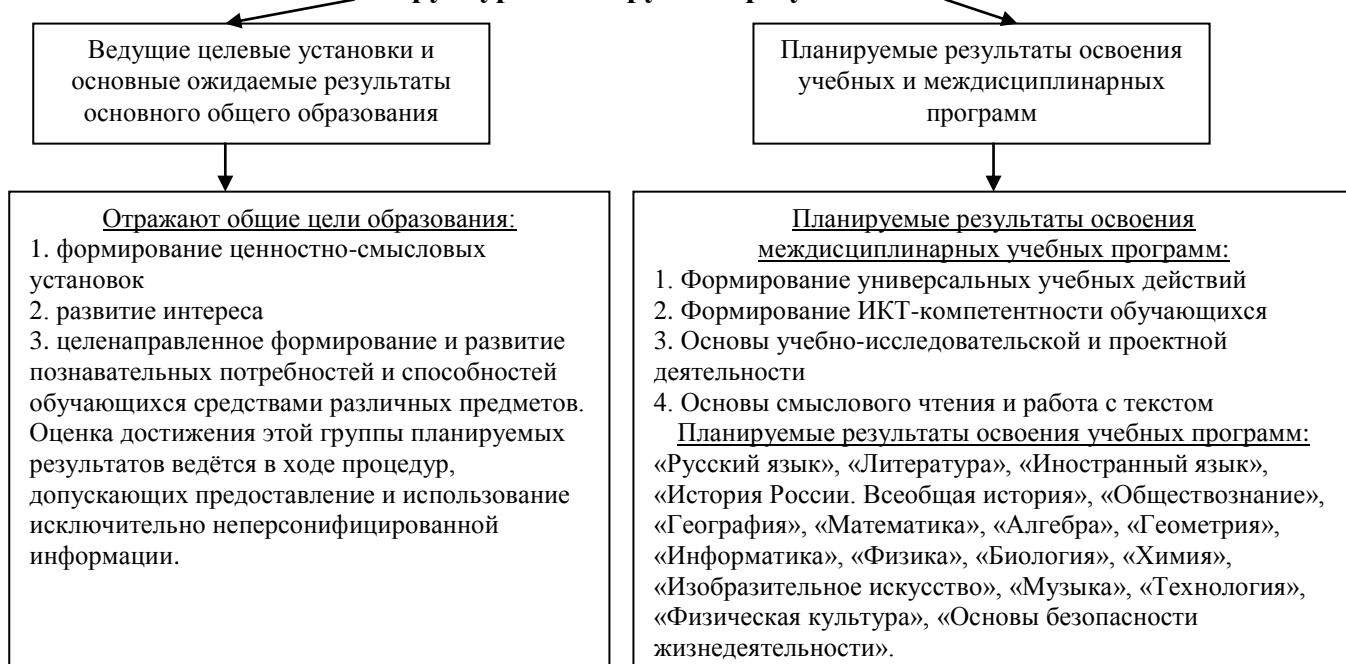 Ведущие целевые установки и
основные ожидаемые результаты
основного общего образования
Планируемые результаты освоения
учебных и междисциплинарных
программ
Отражают общие цели образования:
1. формирование ценностно-смысловых
установок
2. развитие интереса
3. целенаправленное формирование и развитие
познавательных потребностей и способностей
обучающихся средствами различных предметов.
Оценка достижения этой группы планируемых
результатов ведётся в ходе процедур,
допускающих предоставление и использование
исключительно неперсонифицированной
информации.
Планируемые результаты освоения
междисциплинарных учебных программ:
1. Формирование универсальных учебных действий
2. Формирование ИКТ-компетентности обучающихся
3. Основы учебно-исследовательской и проектной
деятельности
4. Основы смыслового чтения и работа с текстом
Планируемые результаты освоения учебных программ:
«Русский язык», «Литература», «Иностранный язык»,
«История России. Всеобщая история», «Обществознание»,
«География», «Математика», «Алгебра», «Геометрия»,
«Информатика», «Физика», «Биология», «Химия»,
«Изобразительное искусство», «Музыка», «Технология»,
«Физическая культура», «Основы безопасности
жизнедеятельности».